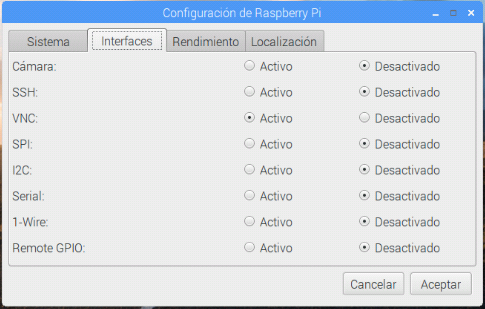 Configuración de Raspberry Pi
Sistema Interfaces Rendimiento Localización
Cámara: Activo Desactivado
SSH: Activo Desactivado
VNC: Activo Desactivado
SPI: Activo Desactivado
I2C: Activo Desactivado
Serial: Activo Desactivado
1-Wire: Activo Desactivado
Remote GPIO: Activo Desactivado
Cancelar Aceptar